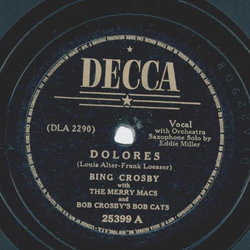 DECCA
(DLA 2290)
Vocal
with Orchestra
Saxophone Solo by
Eddie Miller
DOLORES
(Louis Alter-Frank Loesser)
BING CROSBY
with
THE MERRY MACS
and
BOB CROSBY'S BOB CATS
25399 A